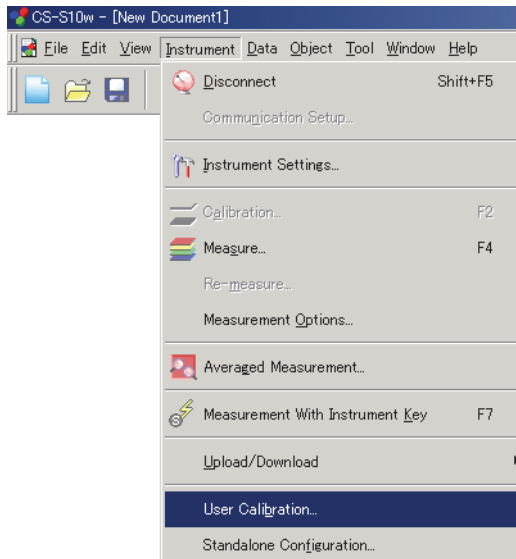 CS-S10w - [New Document1]
File Edit View Instrument Data Object Tool Window Help
Disconnect Shift+F5
Communication Setup...
Instrument Settings...
Calibration... F2
Measure... F4
Re-measure...
Measurement Options...
Averaged Measurement...
Measurement With Instrument Key F7
Upload/Download
User Calibration...
Standalone Configuration...